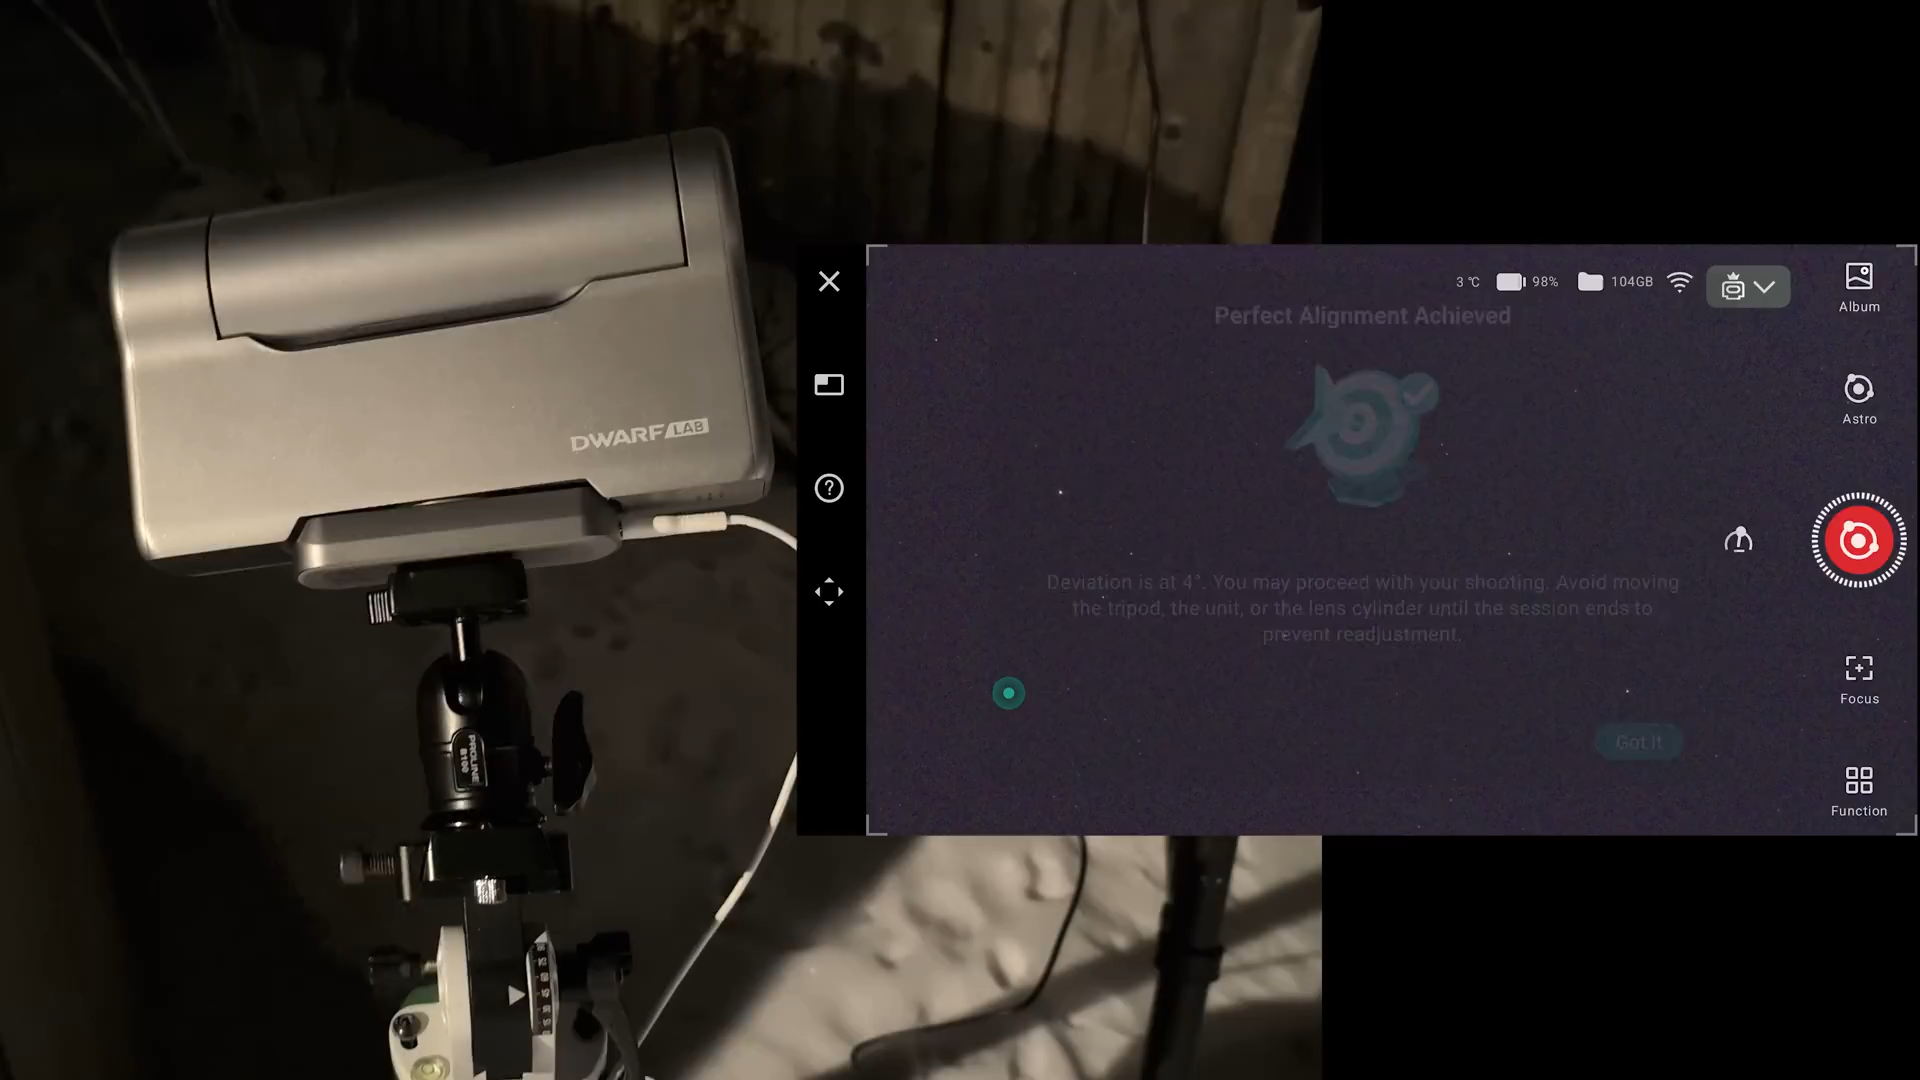 DWARF LAB
PROLINE
B100
3 °C
98%
104GB
Album
Perfect Alignment Achieved
Astro
Deviation is at 4°. You may proceed with your shooting. Avoid moving
the tripod, the unit, or the lens cylinder until the session ends to
prevent readjustment.
Focus
Got it
Function